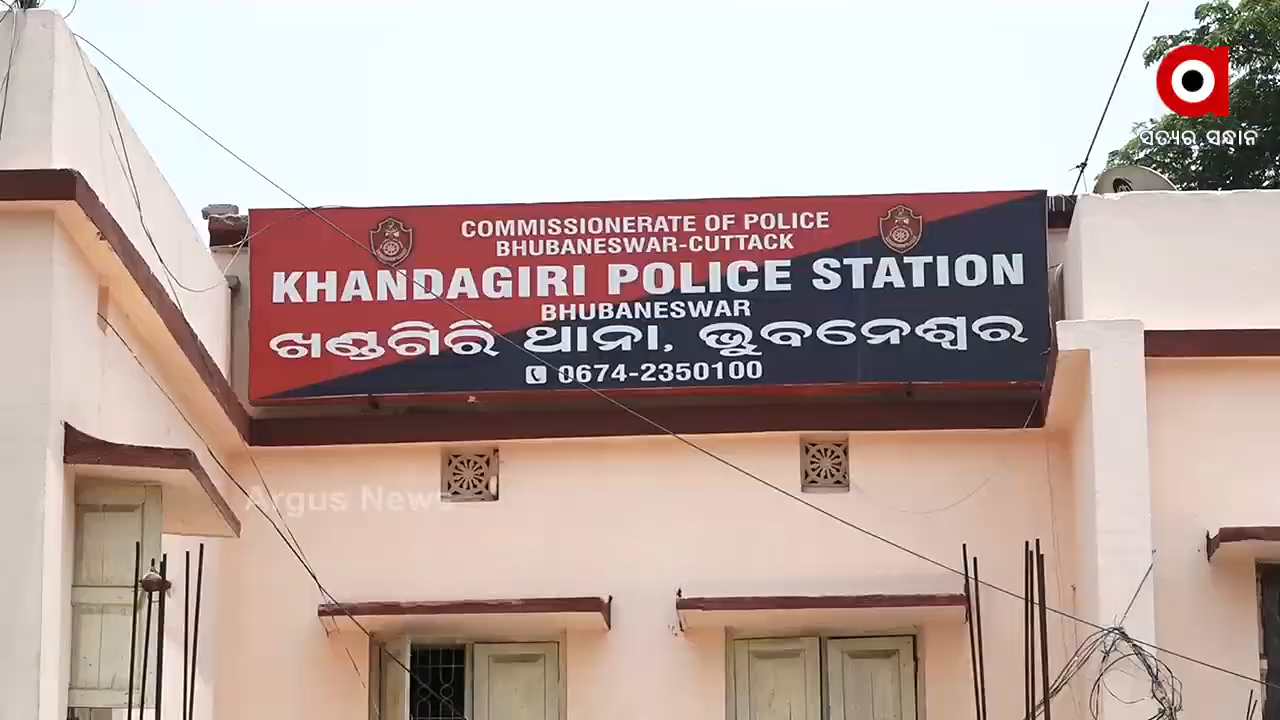 ସତ୍ୟର ସନ୍ଧାନ
COMMISSIONERATE OF POLICE
BHUBANESWAR-CUTTACK
KHANDAGIRI POLICE STATION
BHUBANESWAR
ଖଣ୍ଡଗିରି ଥାନା, ଭୁବନେଶ୍ୱର
0674-2350100
Argus News